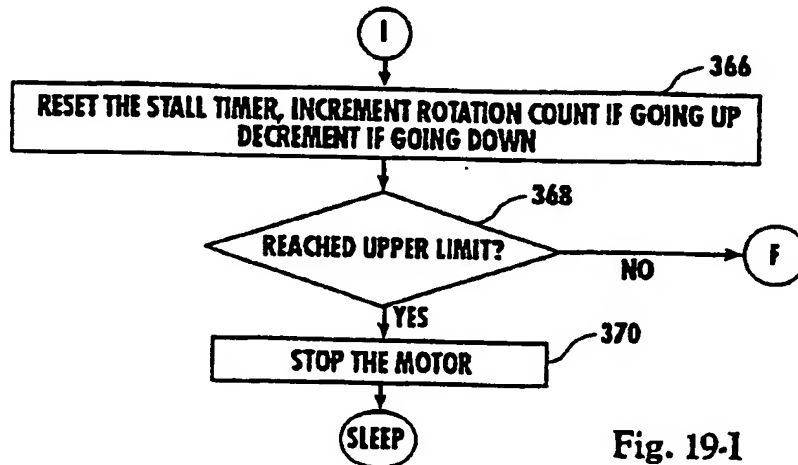 I
366
RESET THE STALL TIMER, INCREMENT ROTATION COUNT IF GOING UP
DECREMENT IF GOING DOWN
368
REACHED UPPER LIMIT?
NO
F
YES
370
STOP THE MOTOR
SLEEP
Fig. 19-I